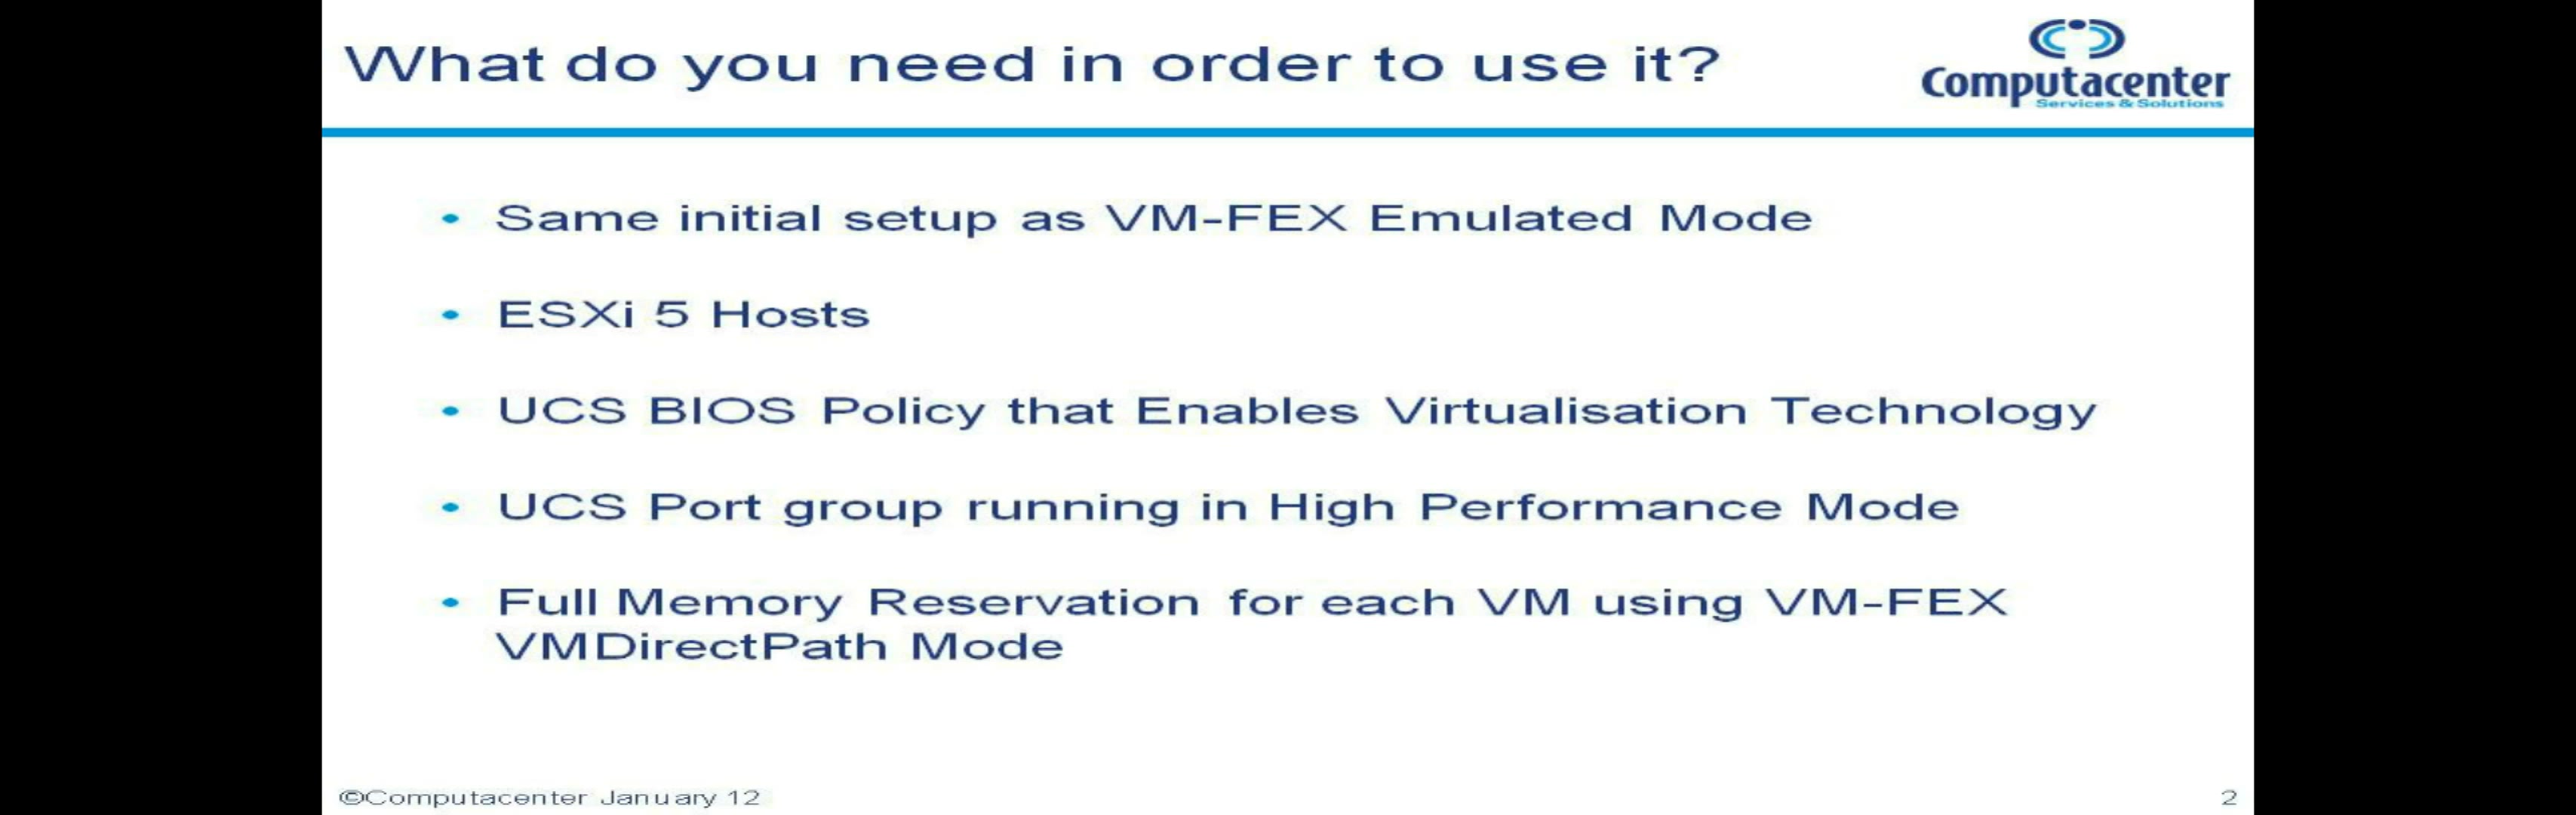 What do you need in order to use it?
Computacenter
Services & Solutions
• Same initial setup as VM-FEX Emulated Mode
• ESXi 5 Hosts
• UCS BIOS Policy that Enables Virtualisation Technology
• UCS Port group running in High Performance Mode
• Full Memory Reservation for each VM using VM-FEX
VMDirectPath Mode
©Computacenter January 12
2